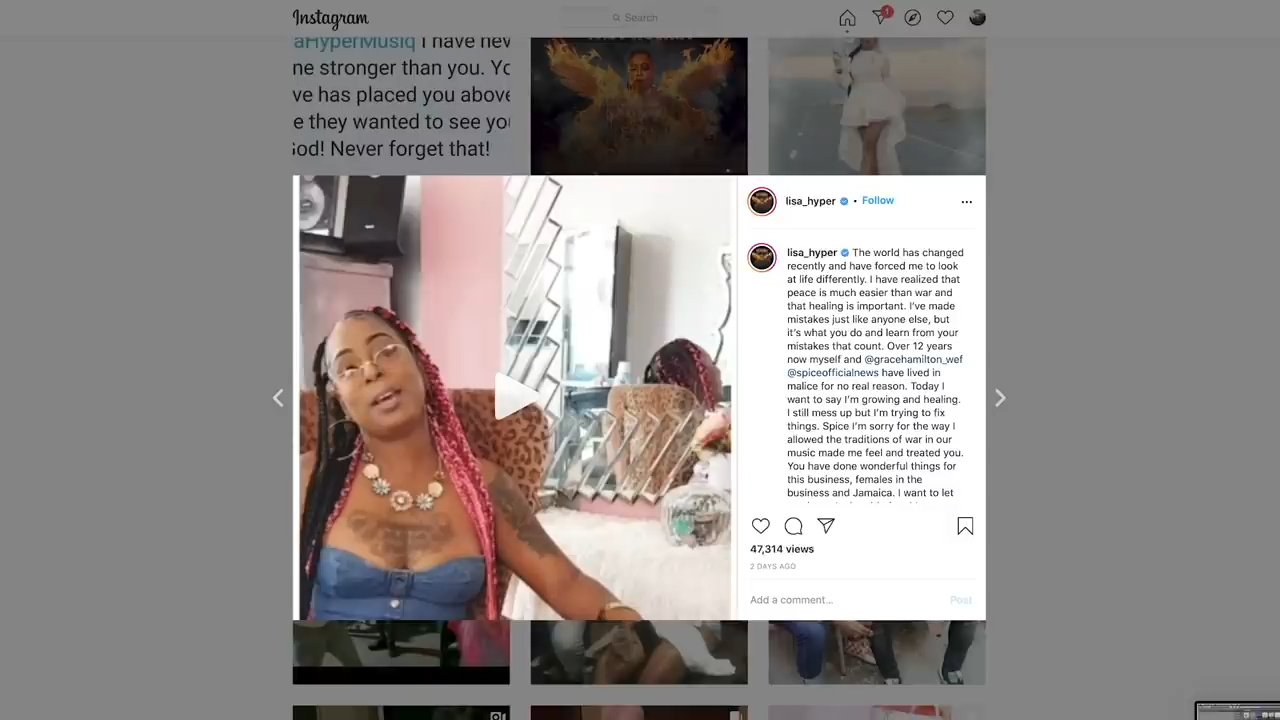 Instagram
Search
1
aHyperMusiq I have nev
ne stronger than you. Yo
ve has placed you above
e they wanted to see you
God! Never forget that!
lisa_hyper • Follow
lisa_hyper The world has changed
recently and have forced me to look
at life differently. I have realized that
peace is much easier than war and
that healing is important. I've made
mistakes just like anyone else, but
it's what you do and learn from your
mistakes that count. Over 12 years
now myself and @gracehamilton_wef
@spiceofficialnews have lived in
malice for no real reason. Today I
want to say I'm growing and healing.
I still mess up but I'm trying to fix
things. Spice I'm sorry for the way I
allowed the traditions of war in our
music made me feel and treated you.
You have done wonderful things for
this business, females in the
business and Jamaica. I want to let
47,314 views
2 DAYS AGO
Add a comment...
Post